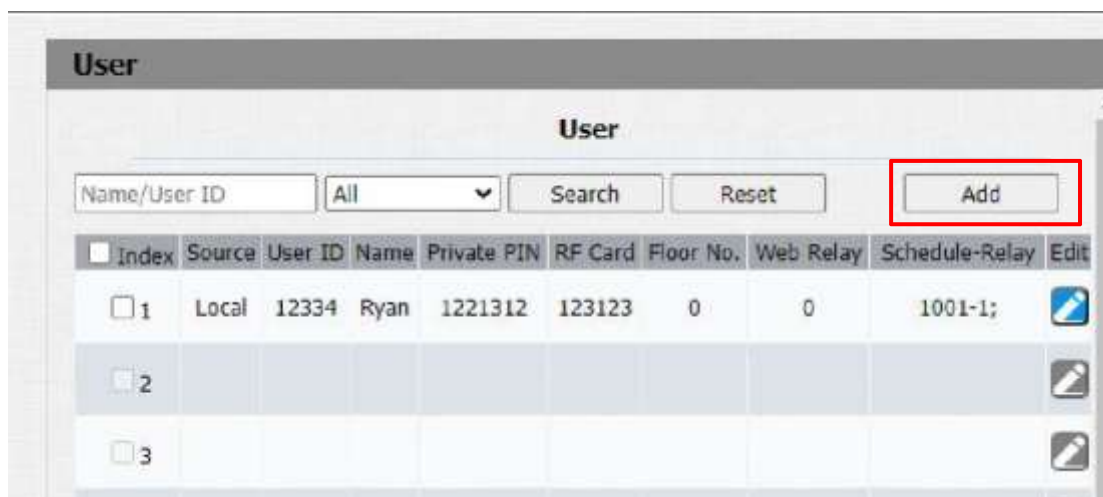 User
User
Name/User ID All Search Reset Add
Index Source User ID Name Private PIN RF Card Floor No. Web Relay Schedule-Relay Edit
1 Local 12334 Ryan 1221312 123123 0 0 1001-1;
2
3